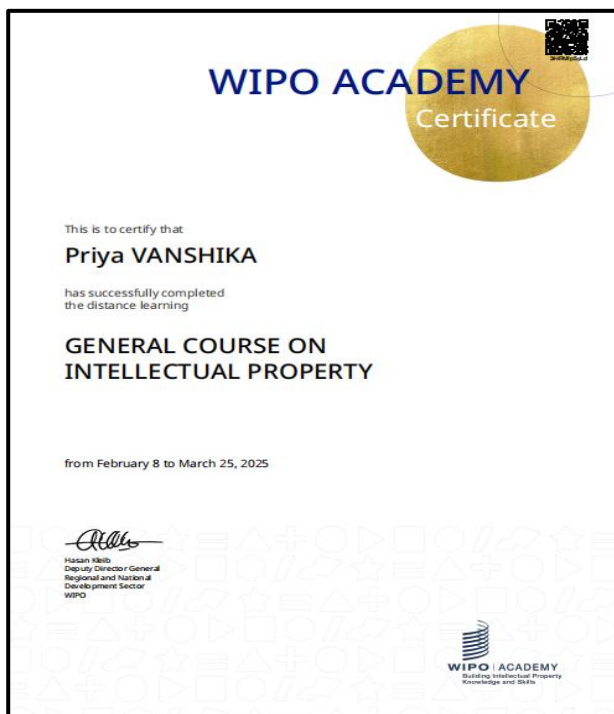 WIPO ACADEMY
Certificate
This is to certify that
Priya VANSHIKA
has successfully completed
the distance learning
GENERAL COURSE ON
INTELLECTUAL PROPERTY
from February 8 to March 25, 2025
Hasan Kleib
Deputy Director General
Regional and National
Development Sector
WIPO
WIPO | ACADEMY
Building Intellectual Property
Knowledge and Skills